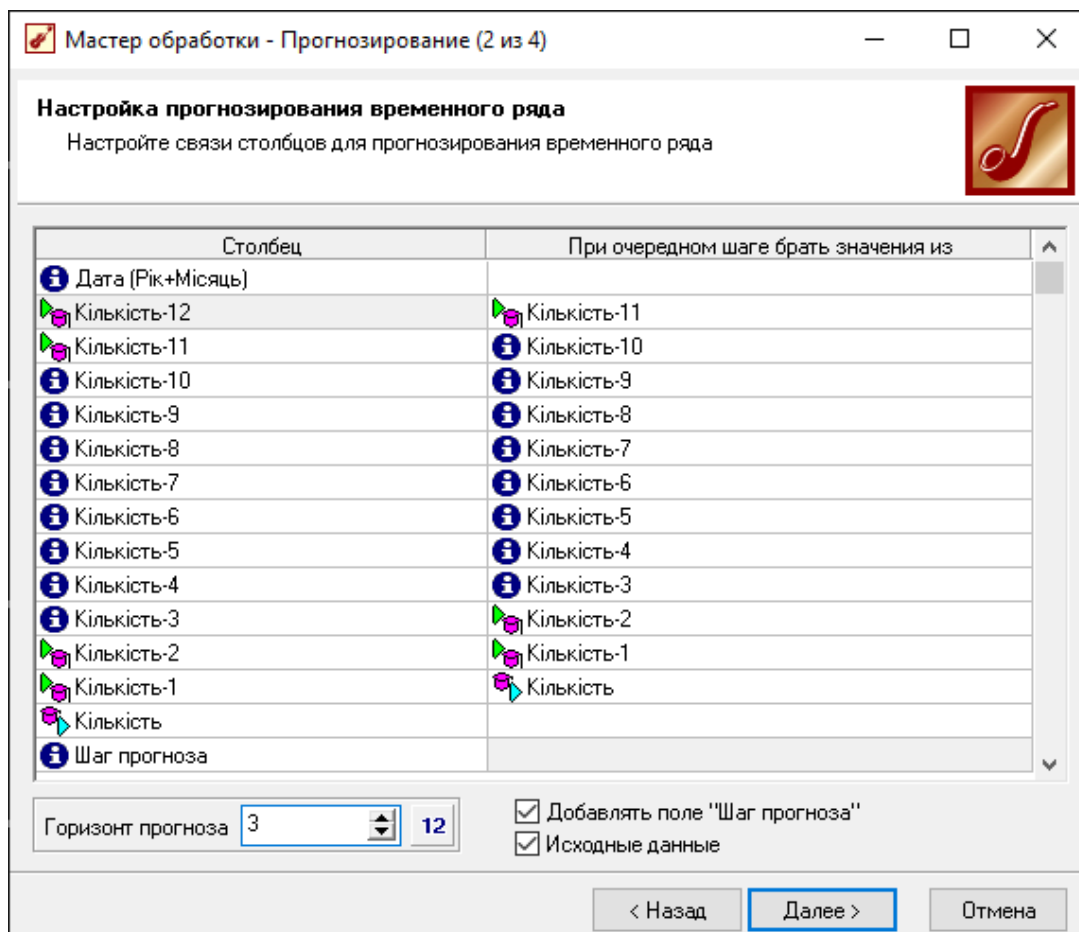 Мастер обработки - Прогнозирование (2 из 4)
Настройка прогнозирования временного ряда
Настройте связи столбцов для прогнозирования временного ряда
Столбец При очередном шаге брать значения из
Дата (Рік+Місяць)
Кількість-12 Кількість-11
Кількість-11 Кількість-10
Кількість-10 Кількість-9
Кількість-9 Кількість-8
Кількість-8 Кількість-7
Кількість-7 Кількість-6
Кількість-6 Кількість-5
Кількість-5 Кількість-4
Кількість-4 Кількість-3
Кількість-3 Кількість-2
Кількість-2 Кількість-1
Кількість-1 Кількість
Кількість
Шаг прогноза
Горизонт прогноза 3 12 Добавлять поле "Шаг прогноза"
Исходные данные
< Назад Далее > Отмена